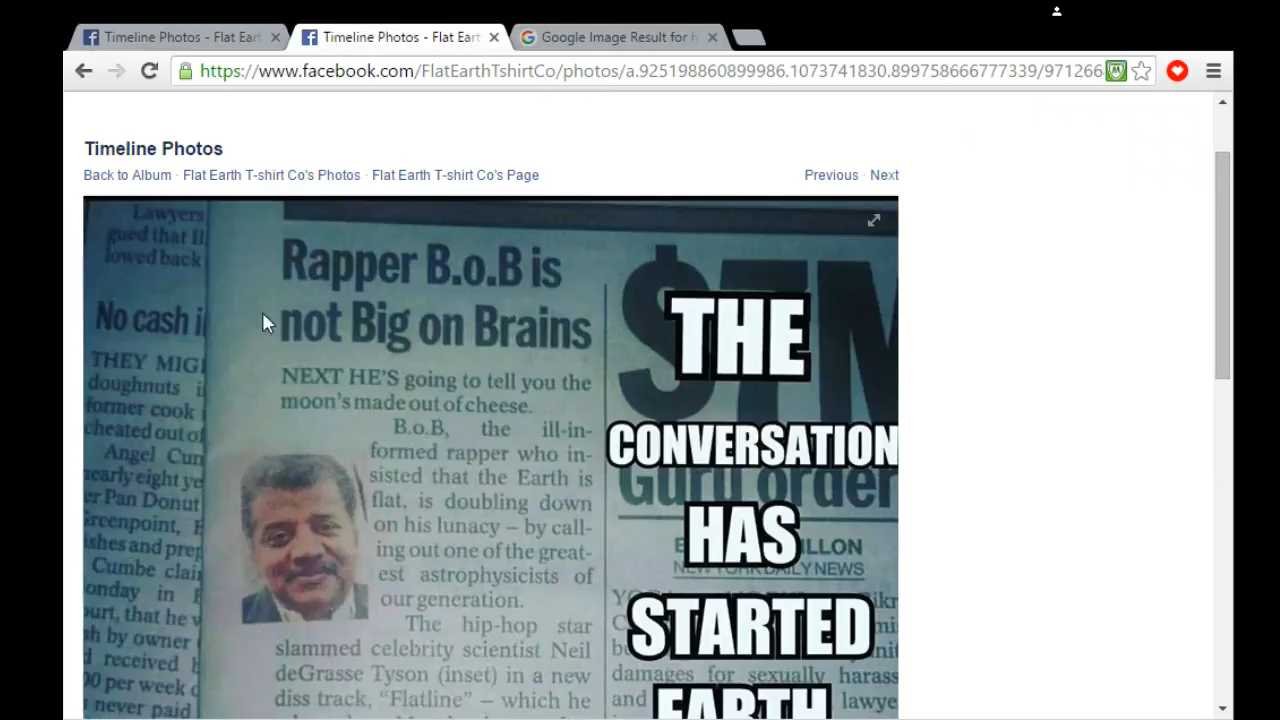 Timeline Photos - Flat Eart
Timeline Photos - Flat Eart
Google Image Result for h
https://www.facebook.com/FlatEarthTshirtCo/photos/a.925198860899986.1073741830.899758666777339/971266
Timeline Photos
Back to Album · Flat Earth T-shirt Co's Photos · Flat Earth T-shirt Co's Page
Previous · Next
Lawyers
gued that Il
lowed back
No cash i
THEY MIG
doughnuts i
former cook
cheated out of
Angel Cun
nearly eight ye
er Pan Donut
Greenpoint,
ishes and prep
Cumbe clai
onday in
ourt, that he
sh by owner
d received
00 per week
never paid
Rapper B.o.B is
not Big on Brains
NEXT HE'S going to tell you the
moon's made out of cheese.
B.o.B, the ill-in-
formed rapper who in-
sisted that the Earth is
flat, is doubling down
on his lunacy – by call-
ing out one of the great-
est astrophysicists of
our generation.
The hip-hop star
slammed celebrity scientist Neil
deGrasse Tyson (inset) in a new
diss track, “Flatline” – which he
$7M
Guru order
THE
CONVERSATION
HAS
STARTED
EARTH
LLON
NEW YORK DAILY NEWS
damages for sexually harass
and
lawye